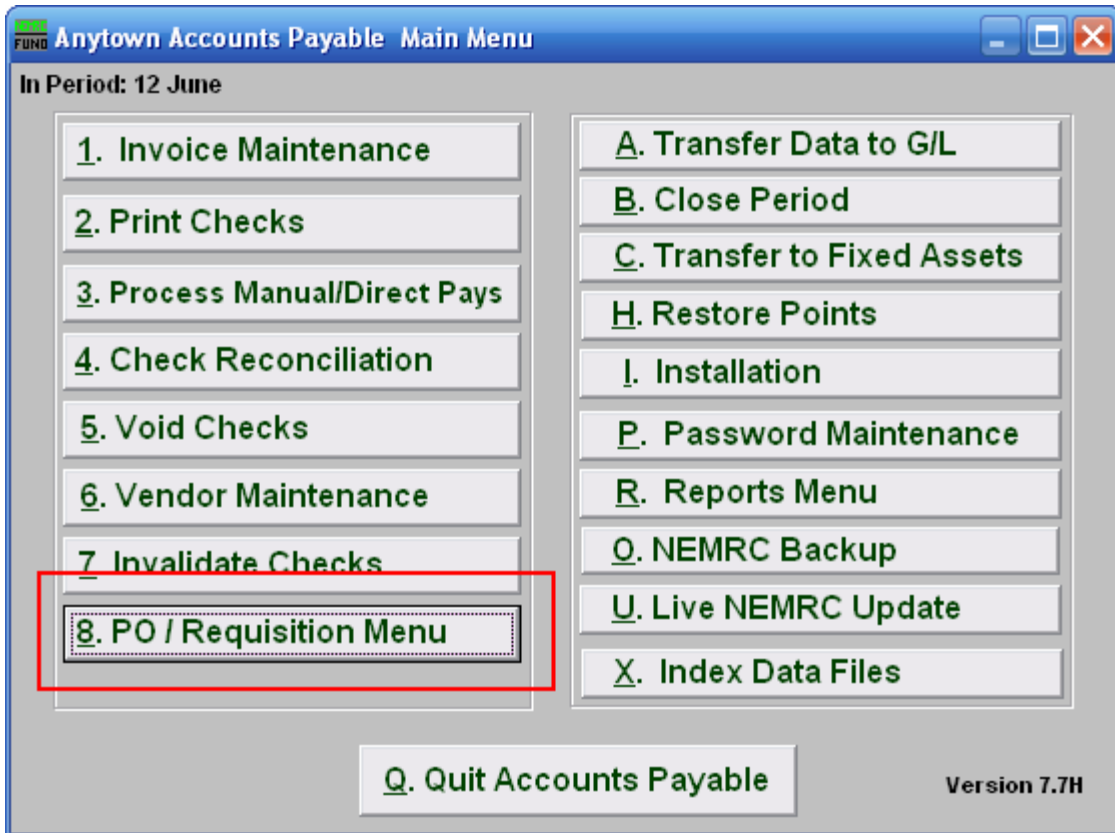 NEMRC
FUND Anytown Accounts Payable Main Menu
In Period: 12 June
1. Invoice Maintenance
2. Print Checks
3. Process Manual/Direct Pays
4. Check Reconciliation
5. Void Checks
6. Vendor Maintenance
7 Invalidate Checks
8. PO / Requisition Menu
A. Transfer Data to G/L
B. Close Period
C. Transfer to Fixed Assets
H. Restore Points
I. Installation
P. Password Maintenance
R. Reports Menu
O. NEMRC Backup
U. Live NEMRC Update
X. Index Data Files
Q. Quit Accounts Payable
Version 7.7H